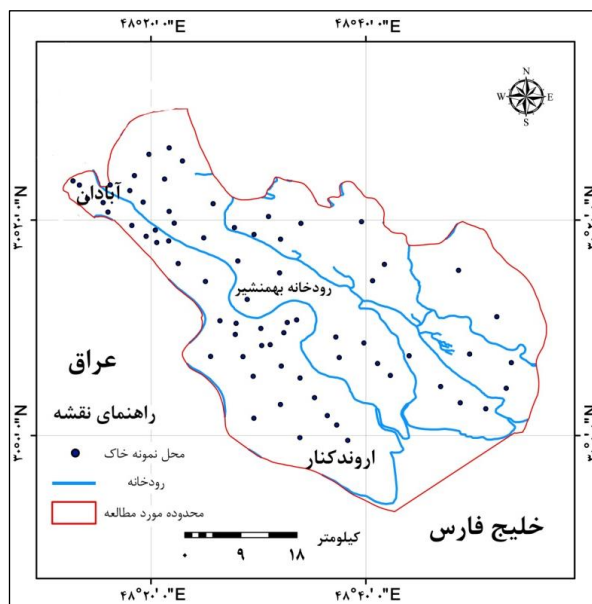 ۴۸°۲۰'۰"E ۴۸°۴۰'۰"E
N
W E
S
آبادان
۳۰°۲۰'۰"N ۳۰°۲۰'۰"N
رودخانه بهمنشیر
عراق
راهنمای نقشه
محل نمونه خاک
رودخانه
محدوده مورد مطالعه
۳۰°۰'۰"N ۳۰°۰'۰"N
اروندکنار
خلیج فارس
کیلومتر
۰ ۹ ۱۸
۴۸°۲۰'۰"E ۴۸°۴۰'۰"E